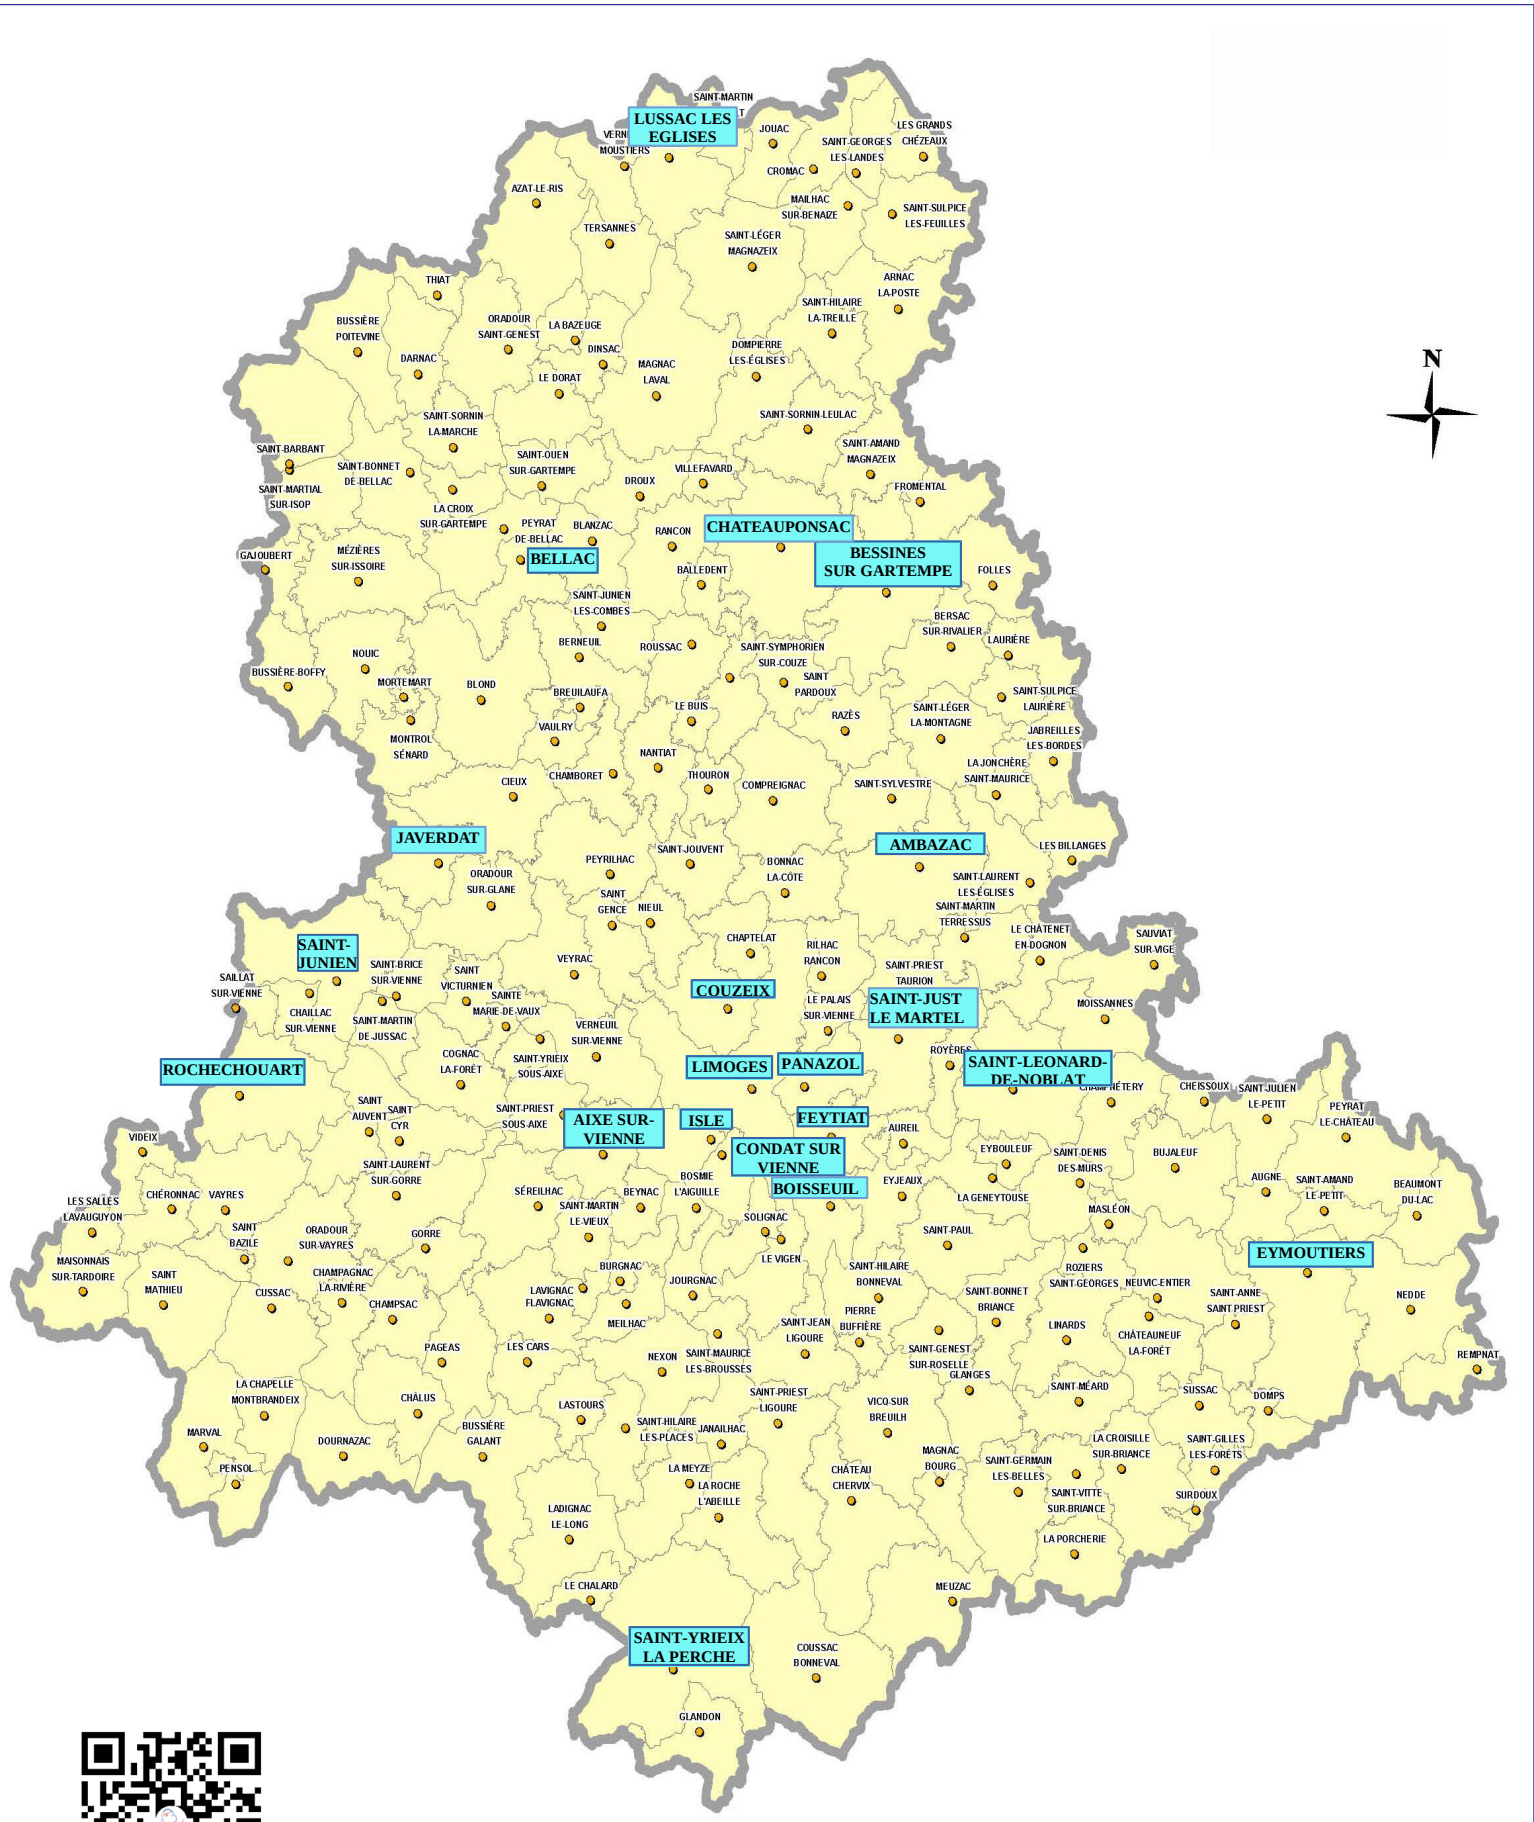 SAINT-MARTIN
LUSSAC LES
EGLISES
MOUSTIERS
JOUAC
CROMAC
SAINT-GEORGES
LES-LANDES
LES GRANDS
CHÉZEAUX
AZAT-LE-RIS
MAILHAC
SUR-BENAIZE
SAINT-SULPICE
LES-FEUILLES
TERSANNES
SAINT-LÉGER
MAGNAZEIX
THIAT
ARNAC
LA-POSTE
SAINT-HILAIRE
LA-TREILLE
BUSSIÈRE
POITEVINE
ORADOUR
SAINT-GENEST
LA BAZEUGE
DINSAC
DOMPIERRE
LES-ÉGLISES
DARNAC
LE DORAT
MAGNAC
LAVAL
SAINT-SORNIN
LA-MARCHE
SAINT-SORNIN-LEULAC
SAINT-BARBANT
SAINT-BONNET
DE-BELLAC
SAINT-OUEN
SUR-GARTEMPE
SAINT-AMAND
MAGNAZEIX
SAINT-MARTIAL
SUR-ISOP
DROUX
VILLEFAVARD
FROMENTAL
LA CROIX
SUR-GARTEMPE
PEYRAT
DE-BELLAC
BLANZAC
RANCON
CHATEAUPONSAC
GAJOUBERT
MÉZIÈRES
SUR-ISSOIRE
BELLAC
BALLEDENT
BESSINES
SUR GARTEMPE
FOLLES
SAINT-JUNIEN
LES-COMBES
BERSAC
SUR-RIVALIER
BERNEUIL
ROUSSAC
SAINT-SYMPHORIEN
SUR-COUZE
LAURIÈRE
BUSSIÈRE-BOFFY
NOUIC
MORTEMART
BLOND
BREUILAUFA
SAINT
PARDOUX
SAINT-SULPICE
LAURIÈRE
MONTROL
SÉNARD
VAULRY
LE BUIS
RAZÈS
SAINT-LÉGER
LA-MONTAGNE
JABREILLES
LES-BORDES
CIEUX
CHAMBORET
NANTIAT
THOURON
COMPREIGNAC
SAINT-SYLVESTRE
LA JONCHÈRE
SAINT-MAURICE
JAVERDAT
PEYRILHAC
SAINT-JOUVENT
BONNAC
LA-CÔTE
AMBAZAC
LES BILLANGES
ORADOUR
SUR-GLANE
SAINT
GENCE
NIEUL
SAINT-LAURENT
LES-ÉGLISES
SAINT-MARTIN
TERRESSUS
LE CHÂTENET
EN-DOGNON
SAUVIAT
SUR-VIGE
SAINT-
JUNIEN
SAINT-BRICE
SUR-VIENNE
SAINT
VICTURNIEN
VEYRAC
CHAPTELAT
RILHAC
RANCON
SAINT-PRIEST
TAURION
SAILLAT
SUR-VIENNE
CHAILLAC
SUR-VIENNE
SAINT-MARTIN
DE-JUSSAC
SAINTE
MARIE-DE-VAUX
COUZEIX
LE PALAIS
SUR-VIENNE
SAINT-JUST
LE MARTEL
MOISSANNES
ROCHECHOUART
COGNAC
LA-FORÊT
SAINT-YRIEIX
SOUS-AIXE
VERNEUIL
SUR-VIENNE
LIMOGES
PANAZOL
ROYÈRES
SAINT-LEONARD-
DE-NOBLAT
CHEISSOUX
SAINT-JULIEN
LE-PETIT
PEYRAT
LE-CHÂTEAU
SAINT
AUVENT
SAINT
CYR
SAINT-PRIEST
SOUS-AIXE
AIXE SUR-
VIENNE
ISLE
FEYTIAT
AUREIL
VIDEIX
SAINT-LAURENT
SUR-GORRE
CONDAT SUR
VIENNE
BOISSEUIL
EYBOULEUF
SAINT-DENIS
DES-MURS
BUJALEUF
LES SALLES
LAVAUGUYON
CHÉRONNAC
VAYRES
SÉREILHAC
BEYNAC
BOSMIE
L'AIGUILLE
EYJEAUX
LA GENEYTOUSE
AUGNE
SAINT-AMAND
LE-PETIT
BEAUMONT
DU-LAC
SAINT
BAZILE
ORADOUR
SUR-VAYRES
GORRE
SAINT-MARTIN
LE-VIEUX
SOLIGNAC
LE VIGEN
SAINT-PAUL
MASLÉON
EYMOUTIERS
MAISONNAIS
SUR-TARDOIRE
SAINT
MATHIEU
CUSSAC
CHAMPAGNAC
LA-RIVIÈRE
CHAMPSAC
LAVIGNAC
FLAVIGNAC
BURGNAC
MEILHAC
JOURGNAC
SAINT-HILAIRE
BONNEVAL
ROZIERS
SAINT-GEORGES
NEUVIC-ENTIER
SAINT-ANNE
SAINT PRIEST
NEDDE
SAINT-BONNET
BRIANCE
PIERRE
BUFFIÈRE
SAINT-JEAN
LIGOURE
LINARDS
CHÂTEAUNEUF
LA-FORÊT
PAGEAS
LES CARS
NEXON
SAINT-MAURICE
LES-BROUSSES
SAINT-GENEST
SUR-ROSELLE
GLANGES
REMPNAT
LA CHAPELLE
MONTBRANDEIX
CHÂLUS
LASTOURS
SAINT-PRIEST
LIGOURE
VICQ-SUR
BREUILH
SAINT-MÉARD
SUSSAC
DOMPS
MARVAL
DOURNAZAC
BUSSIÈRE
GALANT
SAINT-HILAIRE
LES-PLACES
JANAILHAC
MAGNAC
BOURG
LA CROISILLE
SUR-BRIANCE
SAINT-GILLES
LES-FORÊTS
PENSOL
LA MEYZE
LA ROCHE
L'ABEILLE
CHÂTEAU
CHERVIX
SAINT-GERMAIN
LES-BELLES
SAINT-VITTE
SUR-BRIANCE
SURDOUX
LADIGNAC
LE-LONG
LA PORCHERIE
LE CHALARD
MEUZAC
SAINT-YRIEIX
LA PERCHE
COUSSAC
BONNEVAL
GLANDON
N